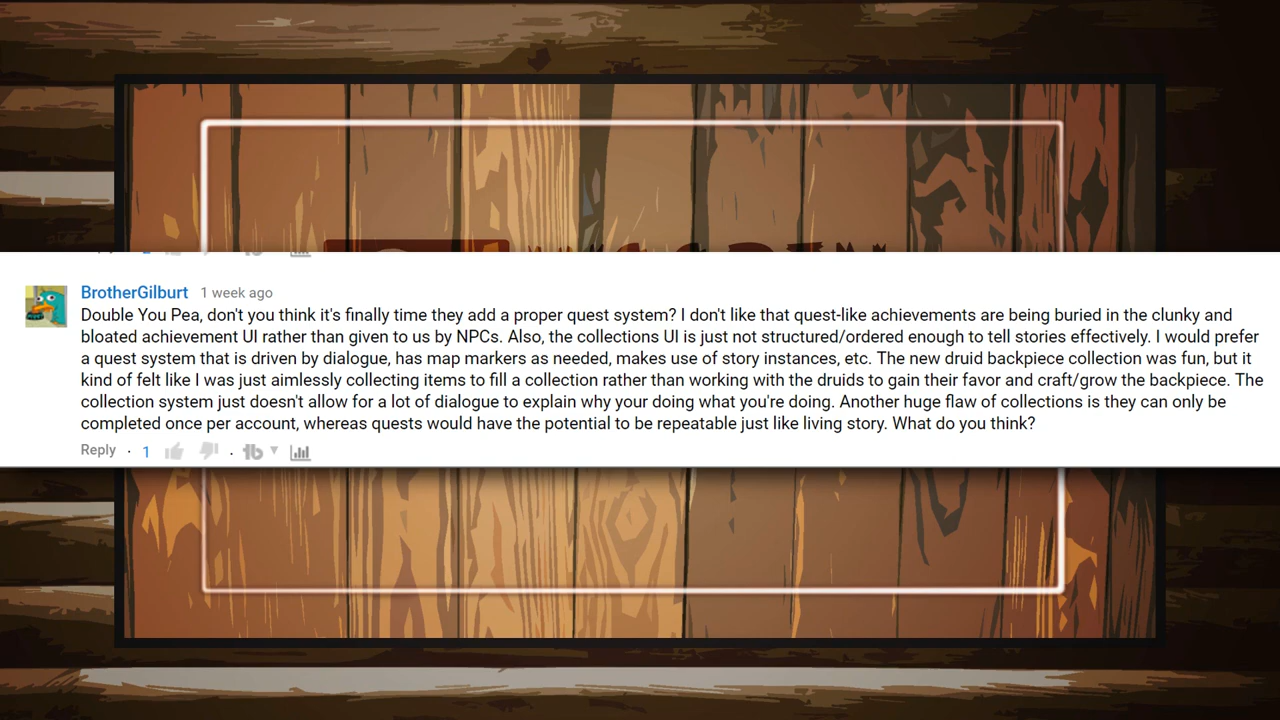 BrotherGilburt 1 week ago
Double You Pea, don't you think it's finally time they add a proper quest system? I don't like that quest-like achievements are being buried in the clunky and
bloated achievement UI rather than given to us by NPCs. Also, the collections UI is just not structured/ordered enough to tell stories effectively. I would prefer
a quest system that is driven by dialogue, has map markers as needed, makes use of story instances, etc. The new druid backpiece collection was fun, but it
kind of felt like I was just aimlessly collecting items to fill a collection rather than working with the druids to gain their favor and craft/grow the backpiece. The
collection system just doesn't allow for a lot of dialogue to explain why your doing what you're doing. Another huge flaw of collections is they can only be
completed once per account, whereas quests would have the potential to be repeatable just like living story. What do you think?
Reply · 1 · tb